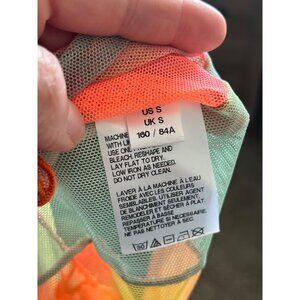 US S
UK S
160 / 84A
MACHINE
WITH LI
USE ONLY
BLEACH. RESHAPE AND
LAY FLAT TO DRY.
LOW IRON AS NEEDED.
DO NOT DRY CLEAN.
LAVER À LA MACHINE À L'EAU
FROIDE AVEC LES COULEURS
SEMBLABLES. UTILISER AGENT
DE BLANCHIMENT SEULEMENT.
REMODELER ET SÉCHER À PLAT.
REPASSER
TEMPÉRATURE SI NÉCESSAIRE.
NE PAS NETTOYER À SEC.